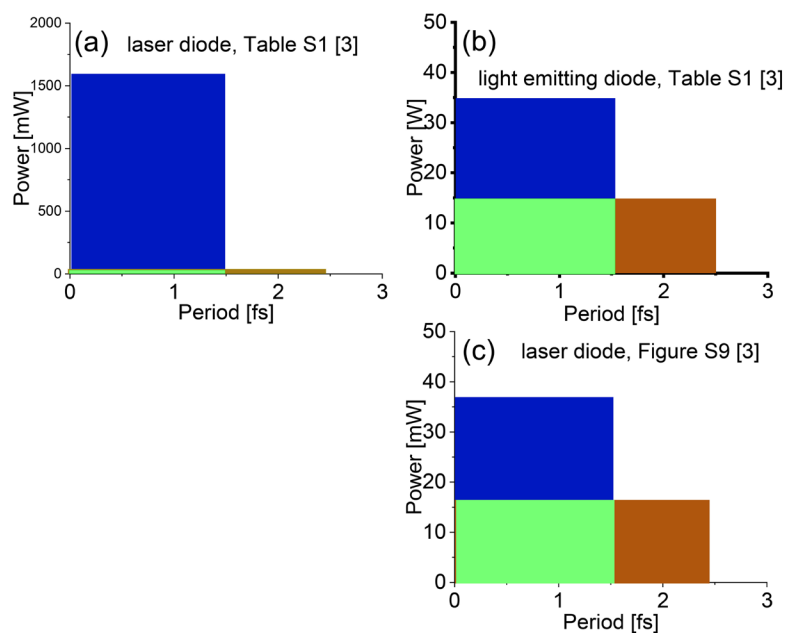 (a) laser diode, Table S1 [3]
Power [mW]
2000
1500
1000
500
0
0 1 2 3
Period [fs]
(b)
light emitting diode, Table S1 [3]
Power [W]
50
40
30
20
10
0
0 1 2 3
Period [fs]
(c) laser diode, Figure S9 [3]
Power [mW]
50
40
30
20
10
0
0 1 2 3
Period [fs]